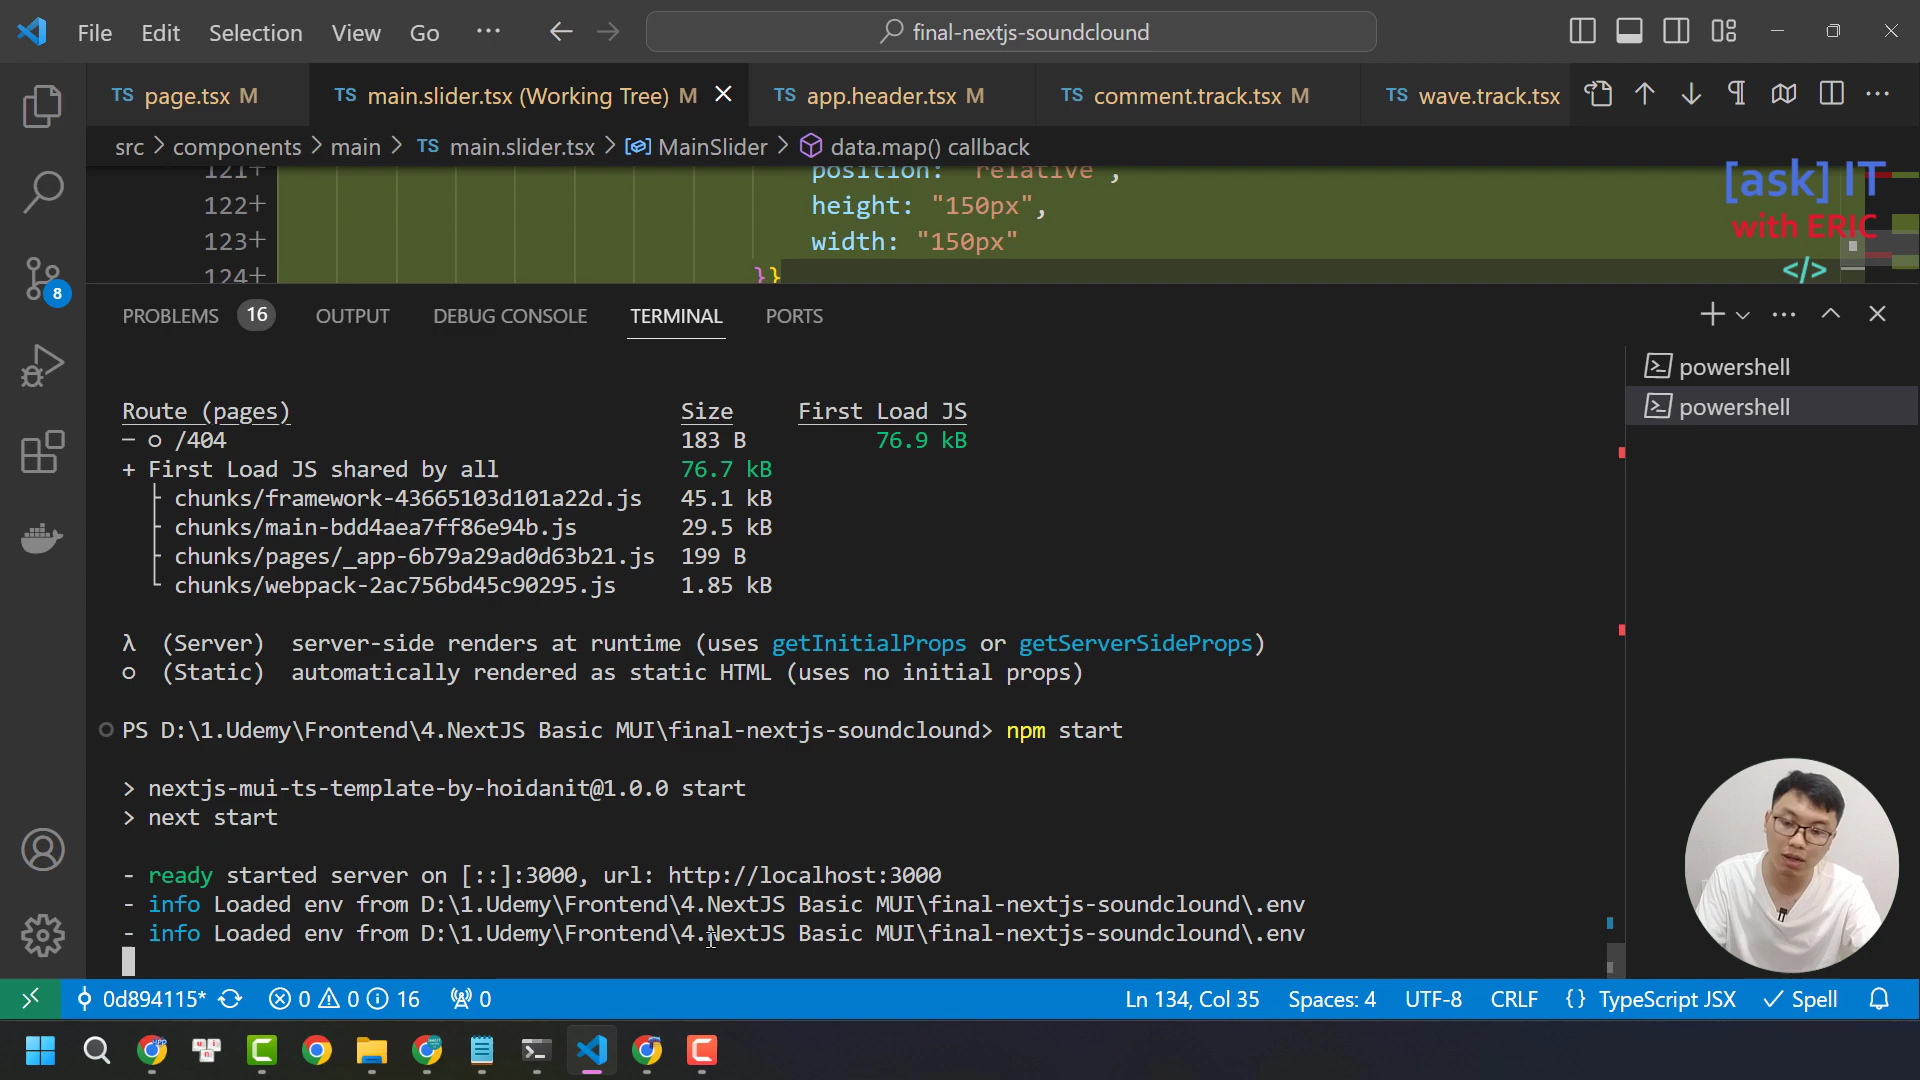 File Edit Selection View Go ··· final-nextjs-soundclound
TS page.tsx M TS main.slider.tsx (Working Tree) M TS app.header.tsx M TS comment.track.tsx M TS wave.track.tsx
src > components > main > TS main.slider.tsx > MainSlider > data.map() callback
121+ position: "relative",
122+ height: "150px",
123+ width: "150px"
124+ }}
[ask] IT
with ERIC
</>
PROBLEMS 16 OUTPUT DEBUG CONSOLE TERMINAL PORTS
powershell
powershell
Route (pages) Size First Load JS
─ ○ /404 183 B 76.9 kB
+ First Load JS shared by all 76.7 kB
├ chunks/framework-43665103d101a22d.js 45.1 kB
├ chunks/main-bdd4aea7ff86e94b.js 29.5 kB
├ chunks/pages/_app-6b79a29ad0d63b21.js 199 B
└ chunks/webpack-2ac756bd45c90295.js 1.85 kB
λ (Server) server-side renders at runtime (uses getInitialProps or getServerSideProps)
○ (Static) automatically rendered as static HTML (uses no initial props)
PS D:\1.Udemy\Frontend\4.NextJS Basic MUI\final-nextjs-soundclound> npm start
> nextjs-mui-ts-template-by-hoidanit@1.0.0 start
> next start
- ready started server on [::]:3000, url: http://localhost:3000
- info Loaded env from D:\1.Udemy\Frontend\4.NextJS Basic MUI\final-nextjs-soundclound\.env
- info Loaded env from D:\1.Udemy\Frontend\4.NextJS Basic MUI\final-nextjs-soundclound\.env
8
0d894115* 0 0 16 0 Ln 134, Col 35 Spaces: 4 UTF-8 CRLF {} TypeScript JSX Spell